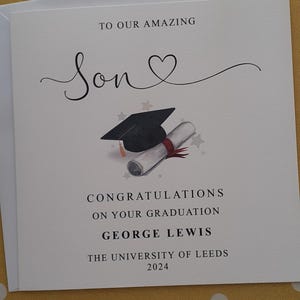 TO OUR AMAZING
Son
CONGRATULATIONS
ON YOUR GRADUATION
GEORGE LEWIS
THE UNIVERSITY OF LEEDS
2024